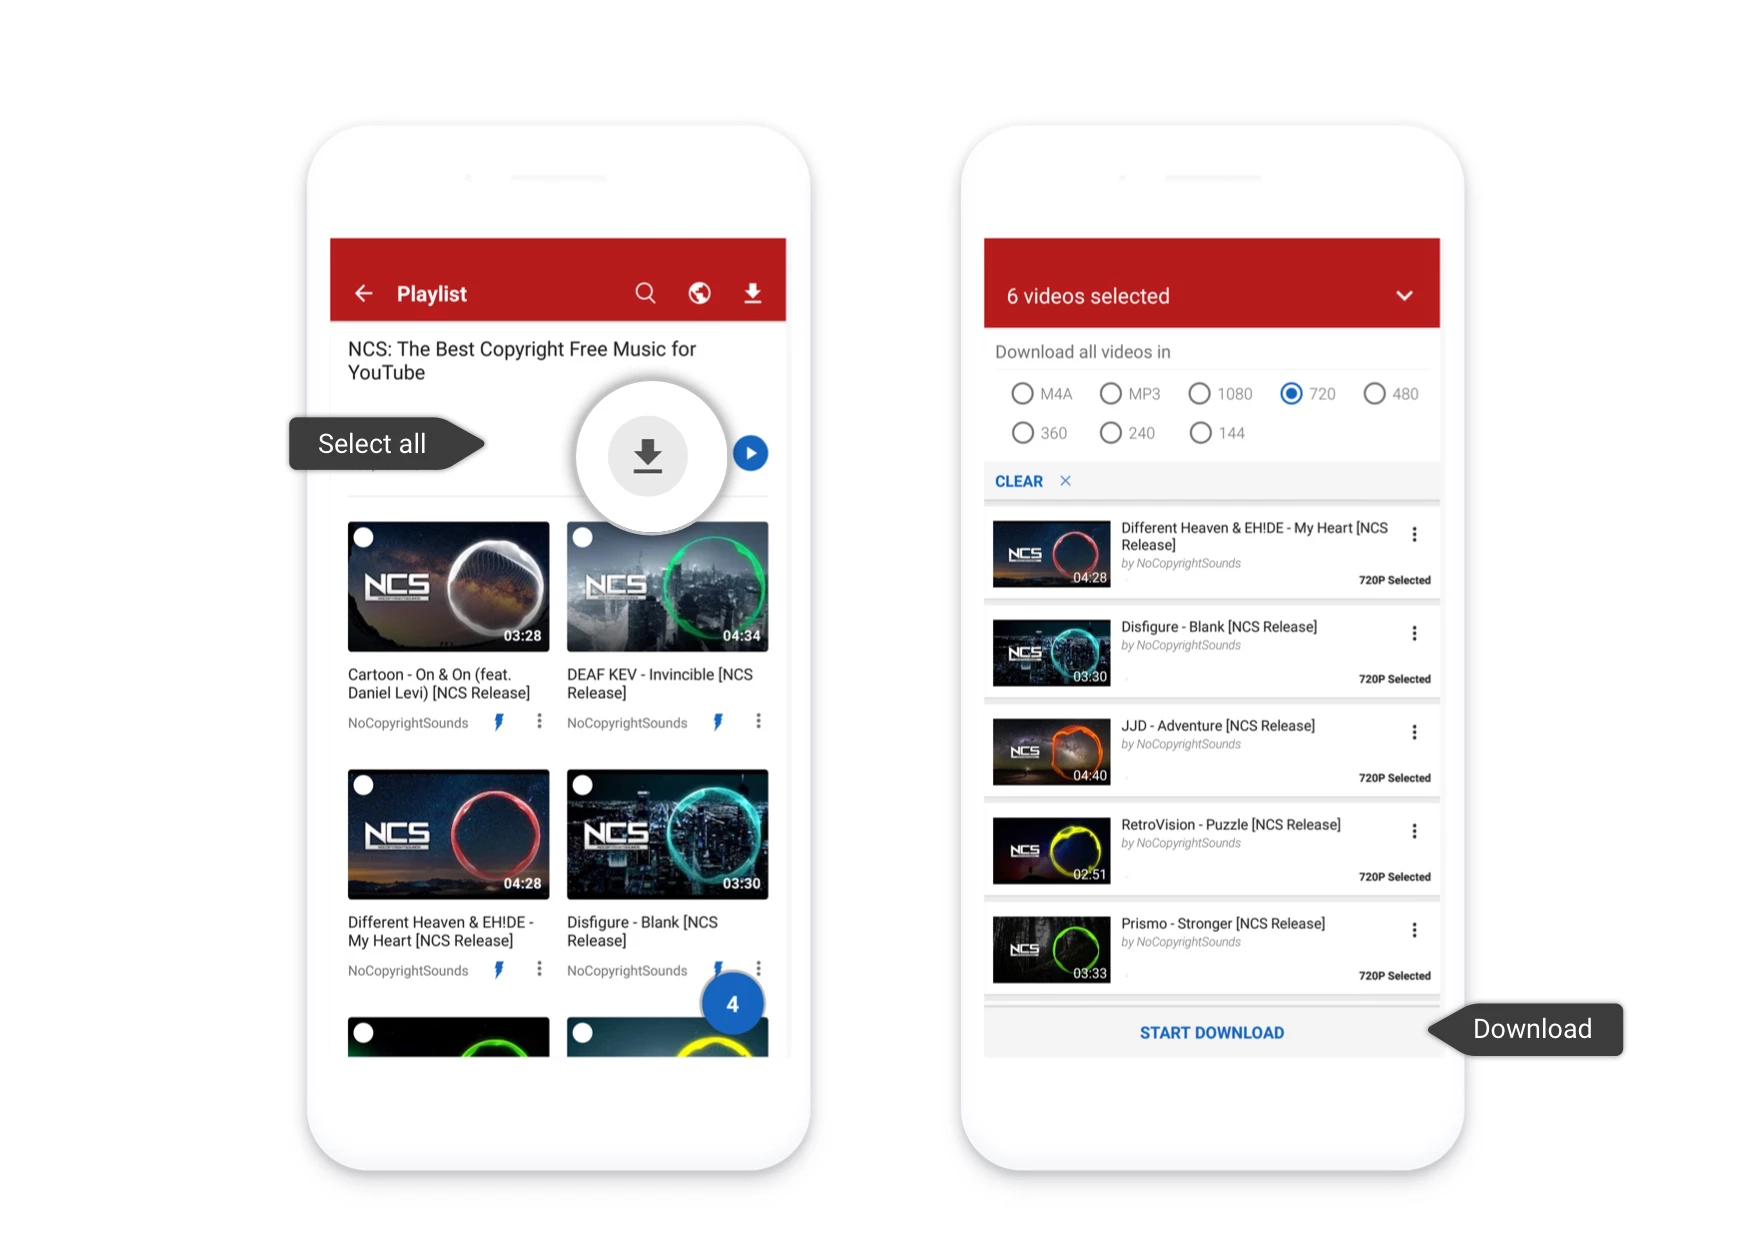 Playlist
NCS: The Best Copyright Free Music for
YouTube
Select all
NCS
03:28
NCS
04:34
Cartoon - On & On (feat.
Daniel Levi) [NCS Release]
NoCopyrightSounds
DEAF KEV - Invincible [NCS
Release]
NoCopyrightSounds
NCS
04:28
NCS
03:30
Different Heaven & EH!DE -
My Heart [NCS Release]
NoCopyrightSounds
Disfigure - Blank [NCS
Release]
NoCopyrightSounds
4
6 videos selected
Download all videos in
M4A MP3 1080 720 480
360 240 144
CLEAR
NCS
04:28
Different Heaven & EH!DE - My Heart [NCS
Release]
by NoCopyrightSounds
720P Selected
NCS
03:30
Disfigure - Blank [NCS Release]
by NoCopyrightSounds
720P Selected
NCS
04:40
JJD - Adventure [NCS Release]
by NoCopyrightSounds
720P Selected
NCS
02:51
RetroVision - Puzzle [NCS Release]
by NoCopyrightSounds
720P Selected
NCS
03:33
Prismo - Stronger [NCS Release]
by NoCopyrightSounds
720P Selected
START DOWNLOAD
Download